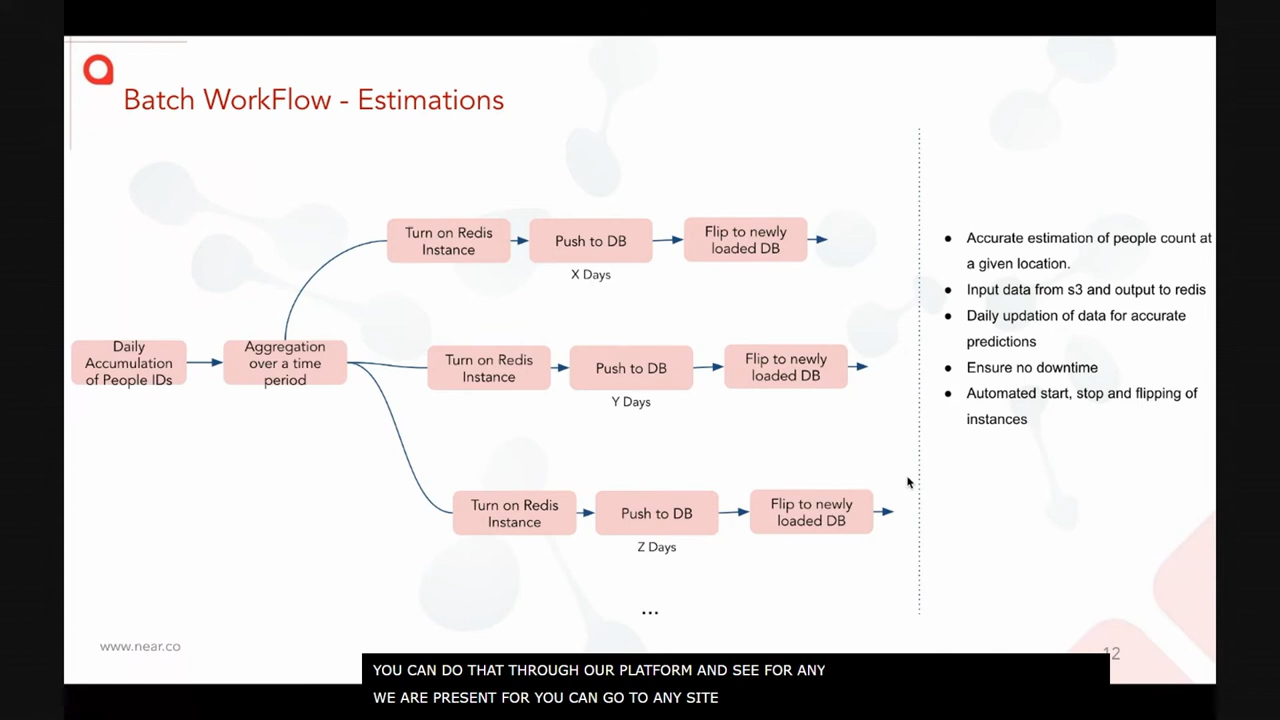 Batch WorkFlow - Estimations
Turn on Redis
Instance
Push to DB
Flip to newly
loaded DB
X Days
Daily
Accumulation
of People IDs
Aggregation
over a time
period
Turn on Redis
Instance
Push to DB
Flip to newly
loaded DB
Y Days
Turn on Redis
Instance
Push to DB
Flip to newly
loaded DB
Z Days
...
● Accurate estimation of people count at
a given location.
● Input data from s3 and output to redis
● Daily updation of data for accurate
predictions
● Ensure no downtime
● Automated start, stop and flipping of
instances
www.near.co
12
YOU CAN DO THAT THROUGH OUR PLATFORM AND SEE FOR ANY
WE ARE PRESENT FOR YOU CAN GO TO ANY SITE